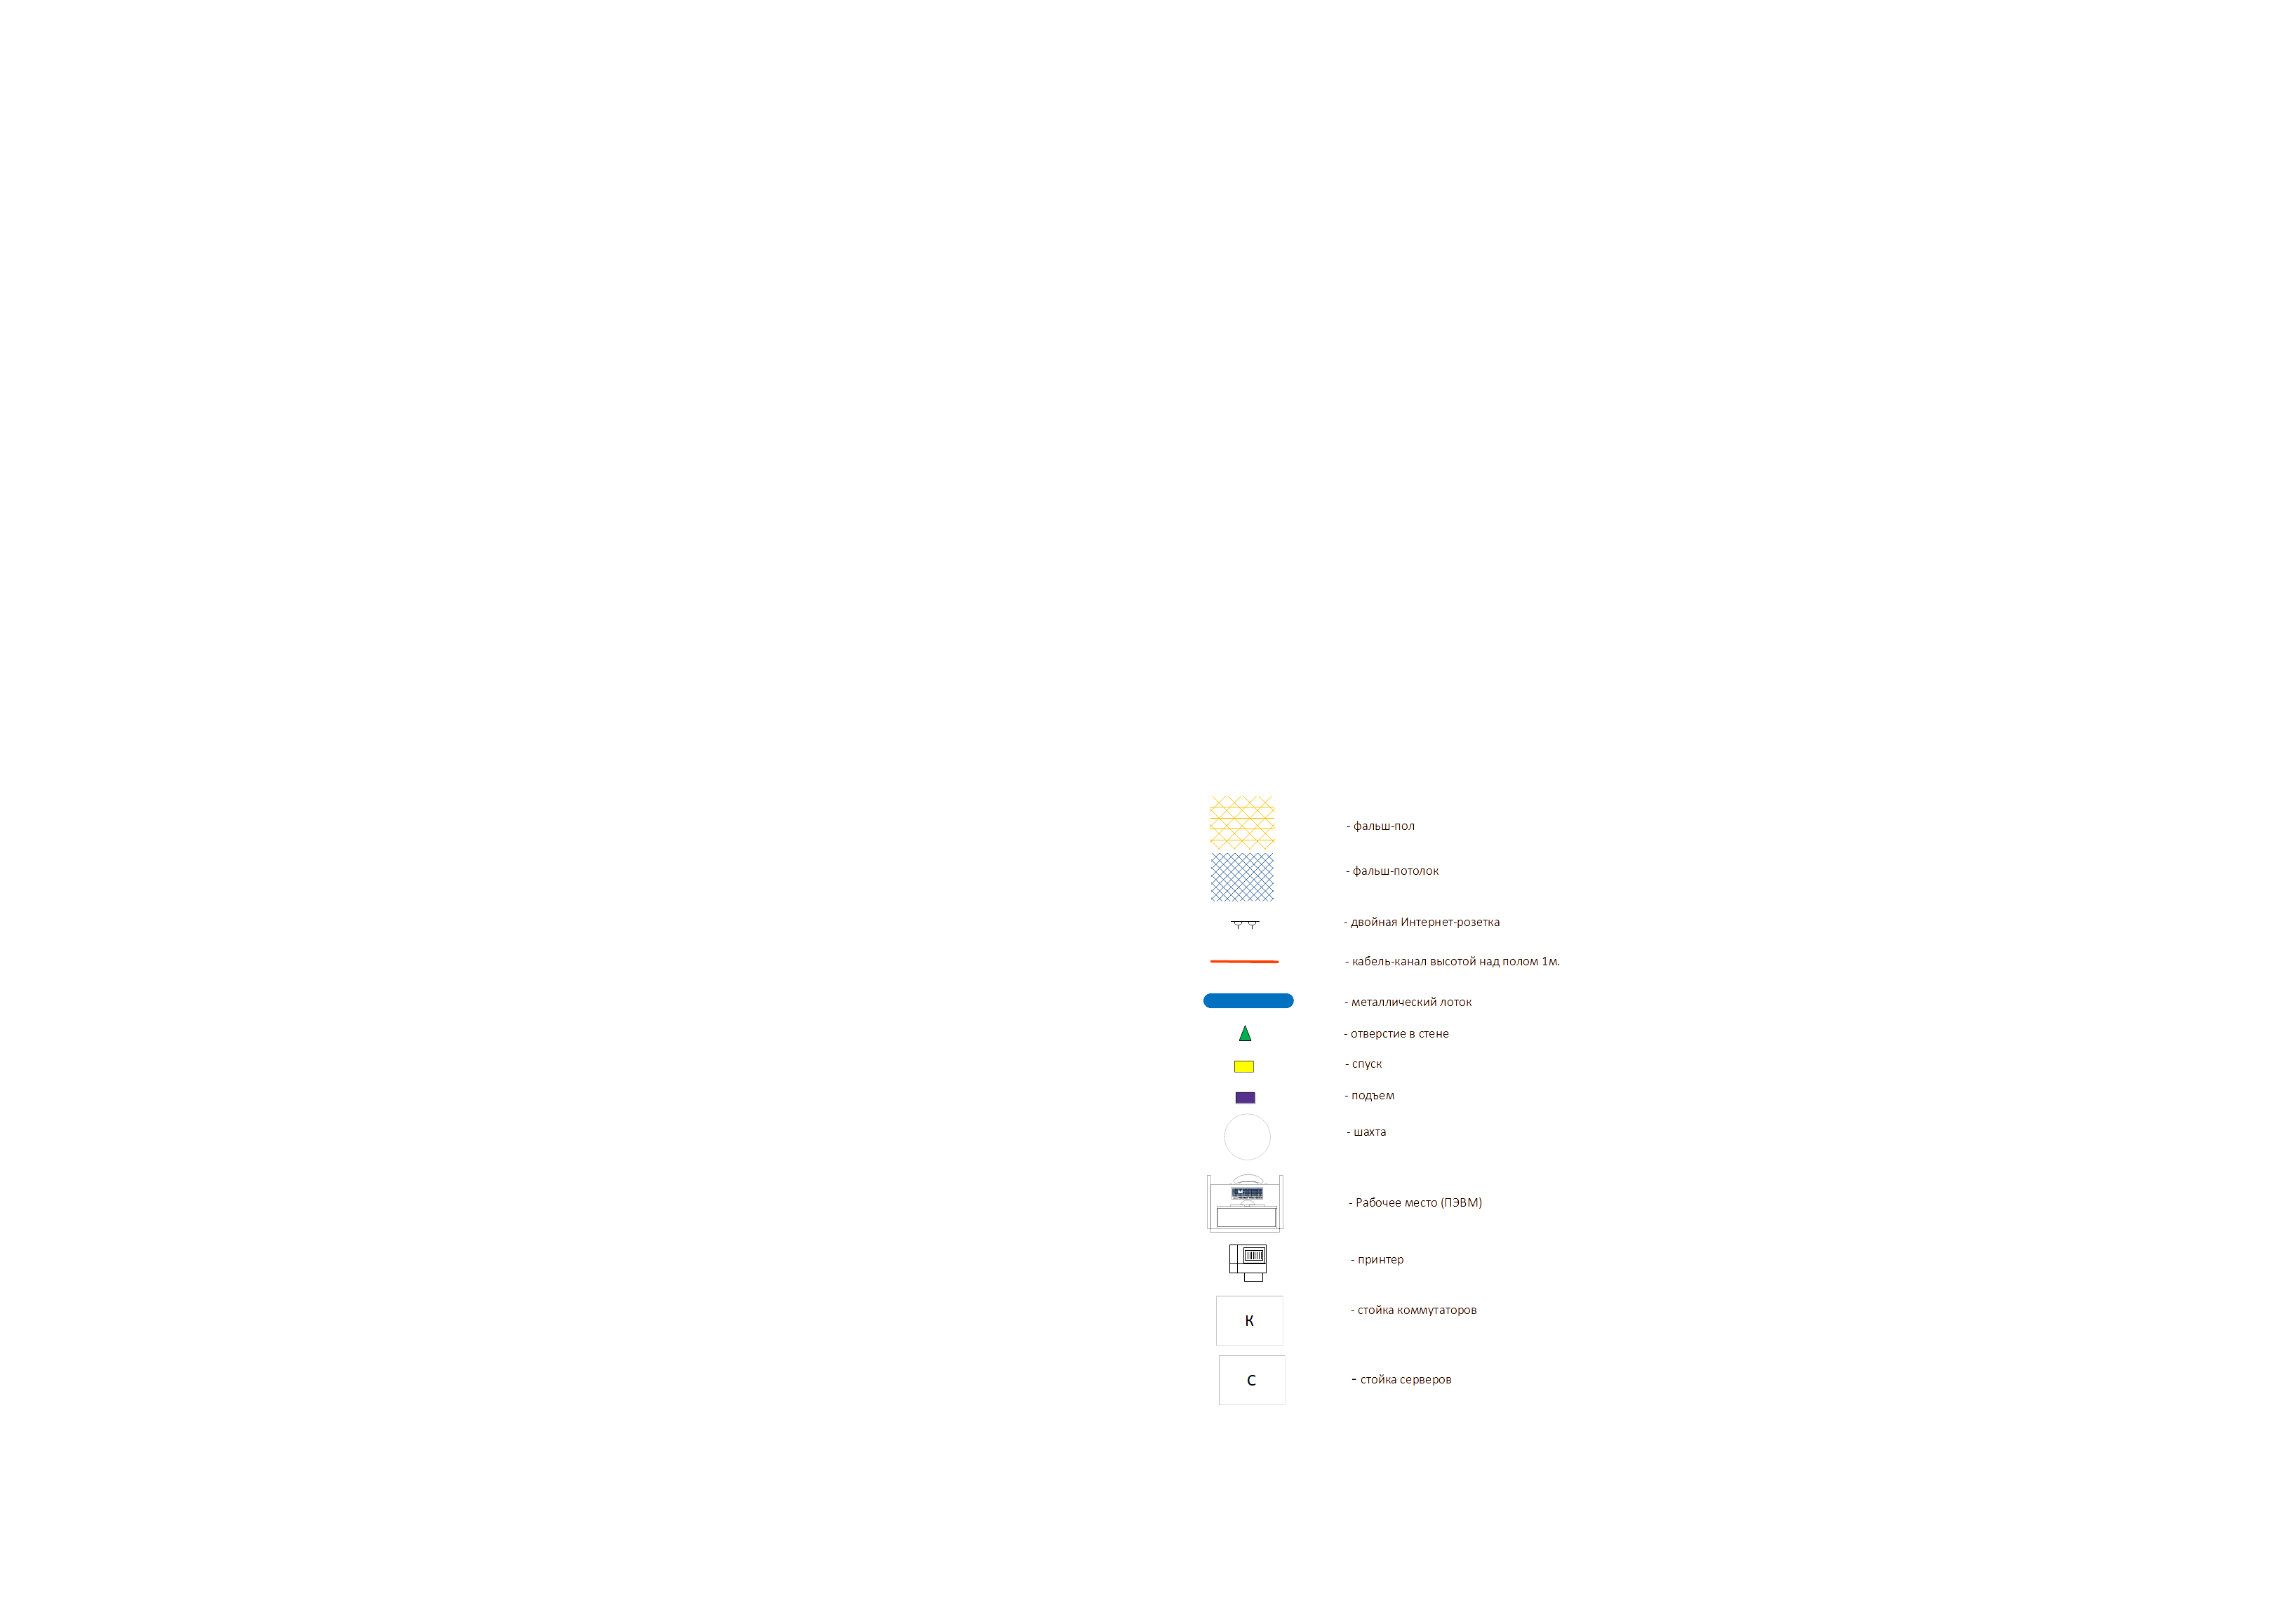 - фальш-пол
- фальш-потолок
- двойная Интернет-розетка
- кабель-канал высотой над полом 1м.
- металлический лоток
- отверстие в стене
- спуск
- подъем
- шахта
- Рабочее место (ПЭВМ)
- принтер
- стойка коммутаторов
К
- стойка серверов
С